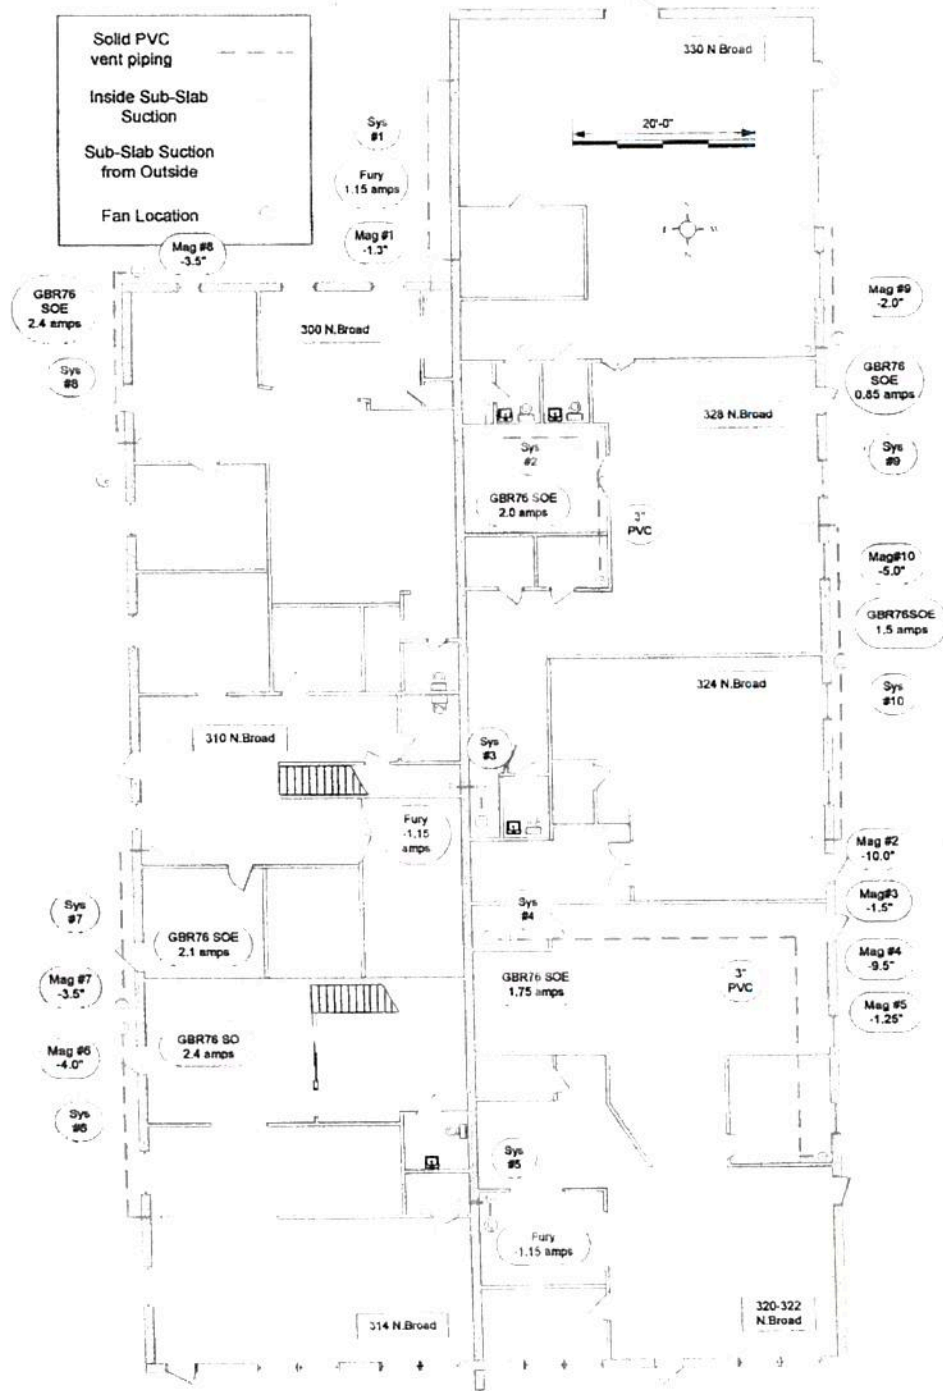 Solid PVC
vent piping
Inside Sub-Slab
Suction
Sub-Slab Suction
from Outside
Fan Location
330 N Broad
20'-0"
Sys
#1
Fury
1.15 amps
Mag #1
-1.3"
Mag #8
-3.5"
GBR76
SOE
2.4 amps
Sys
#8
300 N.Broad
Mag #9
-2.0"
GBR76
SOE
0.85 amps
Sys
#9
328 N.Broad
Sys
#2
GBR76 SOE
2.0 amps
3"
PVC
Mag#10
-5.0"
GBR76SOE
1.5 amps
Sys
#10
324 N.Broad
310 N.Broad
Sys
#3
Fury
-1.15
amps
Mag #2
-10.0"
Mag#3
-1.5"
Mag #4
-9.5"
Mag #5
-1.25"
Sys
#4
GBR76 SOE
1.75 amps
3"
PVC
Sys
#7
GBR76 SOE
2.1 amps
Mag #7
-3.5"
Mag #6
-4.0"
GBR76 SO
2.4 amps
Sys
#6
Sys
#5
Fury
-1.15 amps
314 N.Broad
320-322
N.Broad